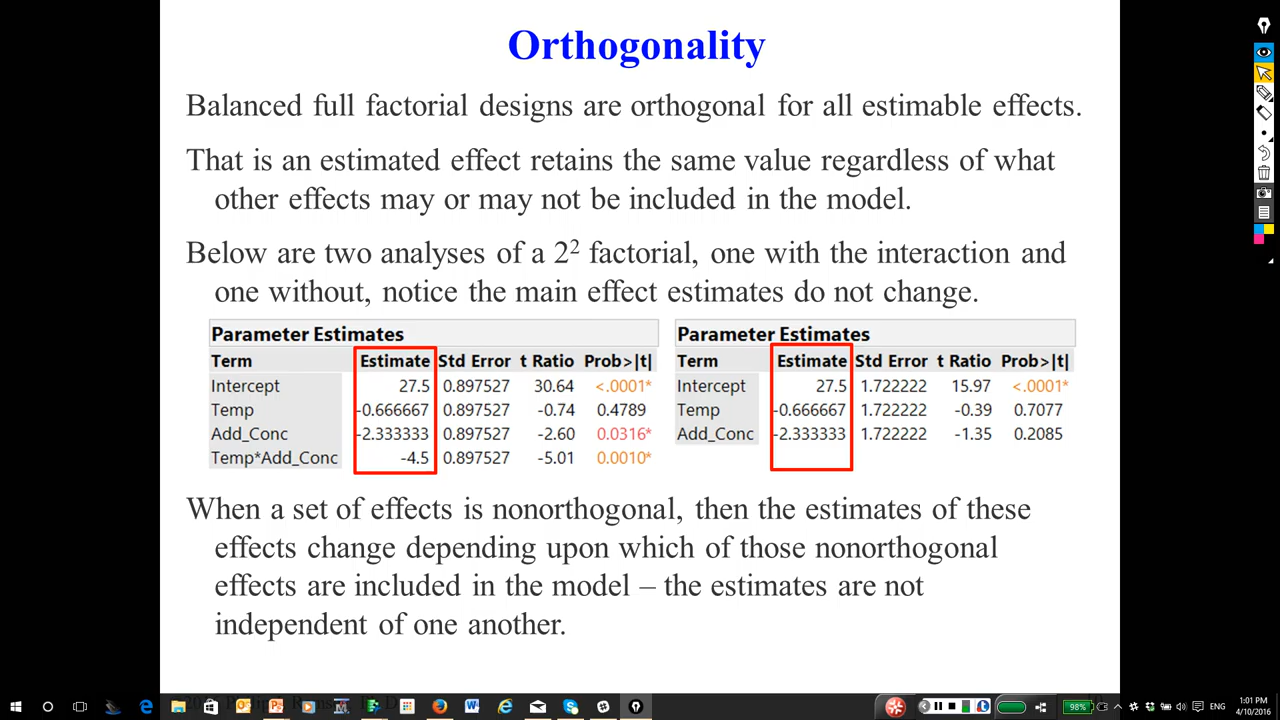 Orthogonality
Balanced full factorial designs are orthogonal for all estimable effects.
That is an estimated effect retains the same value regardless of what
other effects may or may not be included in the model.
Below are two analyses of a 2² factorial, one with the interaction and
one without, notice the main effect estimates do not change.
Parameter Estimates
Term Estimate Std Error t Ratio Prob>|t|
Intercept 27.5 0.897527 30.64 <.0001*
Temp -0.666667 0.897527 -0.74 0.4789
Add_Conc -2.333333 0.897527 -2.60 0.0316*
Temp*Add_Conc -4.5 0.897527 -5.01 0.0010*
Parameter Estimates
Term Estimate Std Error t Ratio Prob>|t|
Intercept 27.5 1.722222 15.97 <.0001*
Temp -0.666667 1.722222 -0.39 0.7077
Add_Conc -2.333333 1.722222 -1.35 0.2085
When a set of effects is nonorthogonal, then the estimates of these
effects change depending upon which of those nonorthogonal
effects are included in the model – the estimates are not
independent of one another.
98%
ENG
1:01 PM
4/10/2016